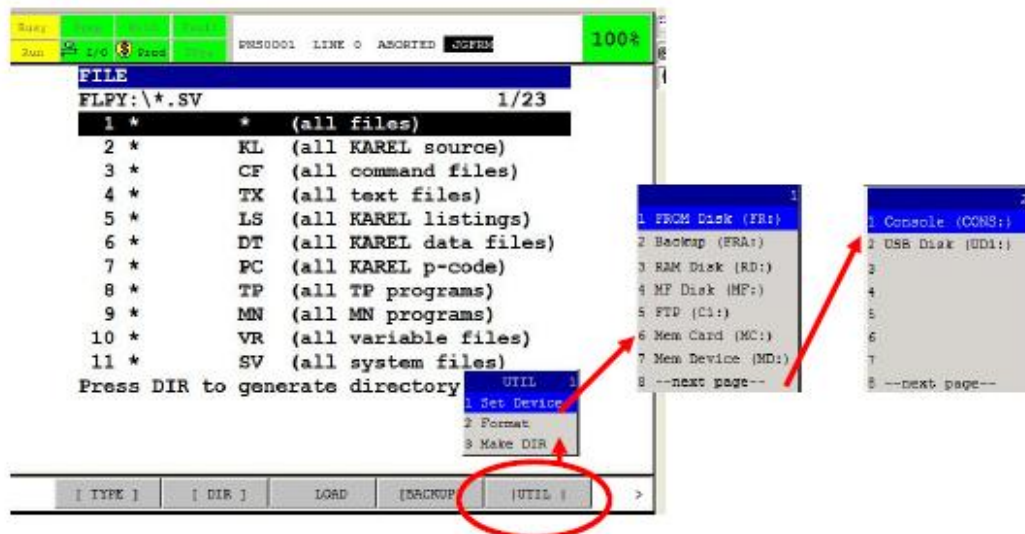 Busy
Run I/O Prod
PNS0001 LINE 0 ABORTED JGFRM
100%
FILE
FLPY:\*.SV 1/23
1 * * (all files)
2 * KL (all KAREL source)
3 * CF (all command files)
4 * TX (all text files)
5 * LS (all KAREL listings)
6 * DT (all KAREL data files)
7 * PC (all KAREL p-code)
8 * TP (all TP programs)
9 * MN (all MN programs)
10 * VR (all variable files)
11 * SV (all system files)
Press DIR to generate directory
UTIL 1
1 Set Device
2 Format
3 Make DIR
[ TYPE ] [ DIR ] LOAD [BACKUP] [UTIL ] >
1
1 FROM Disk (FR:)
2 Backup (FRA:)
3 RAM Disk (RD:)
4 MF Disk (MF:)
5 FTP (C1:)
6 Mem Card (MC:)
7 Mem Device (MD:)
8 --next page--
2
1 Console (CONS:)
2 USB Disk (UD1:)
3
4
5
6
7
8 --next page--